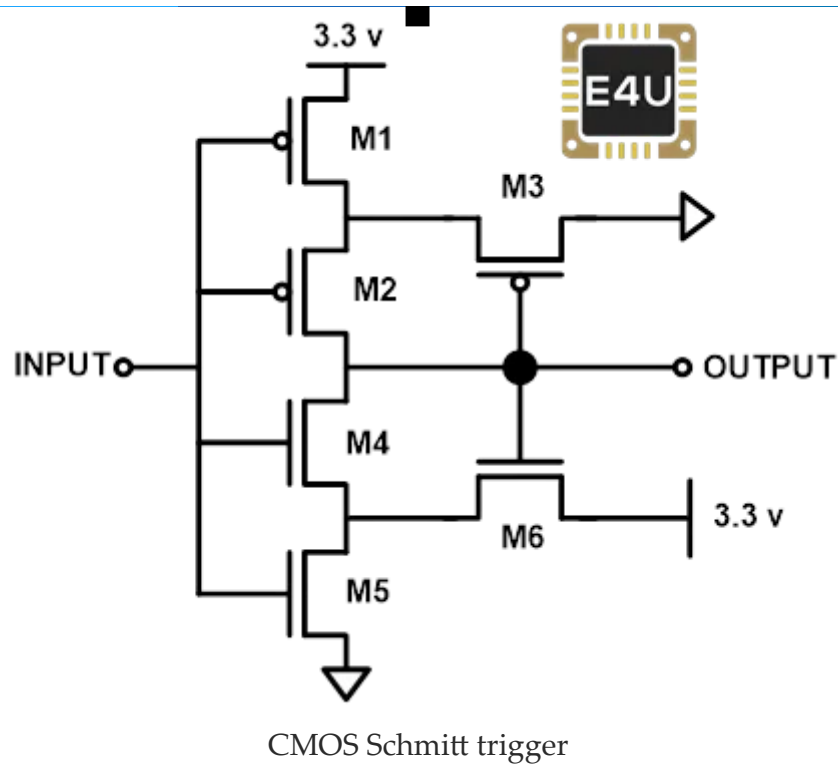 3.3 v
E4U
M1
M3
M2
INPUT
OUTPUT
M4
3.3 v
M6
M5
CMOS Schmitt trigger